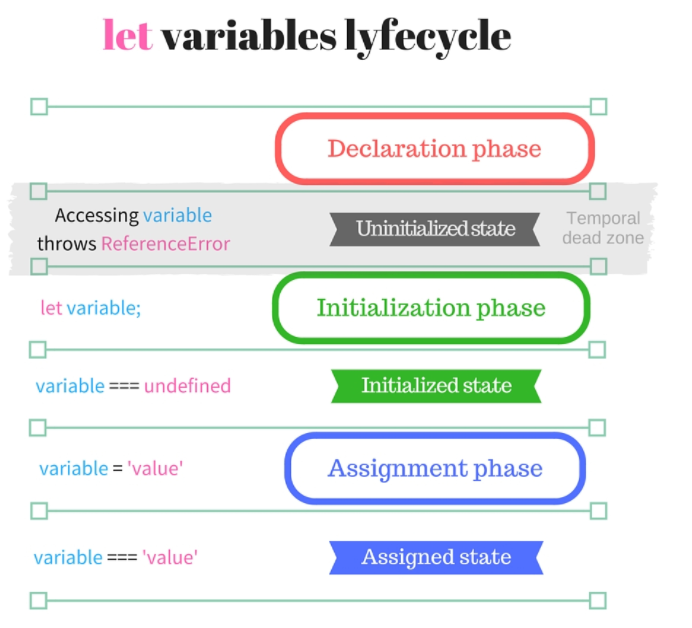 let variables lyfecycle
Declaration phase
Accessing variable
throws ReferenceError
Uninitialized state
Temporal
dead zone
let variable;
Initialization phase
variable === undefined
Initialized state
variable = 'value'
Assignment phase
variable === 'value'
Assigned state